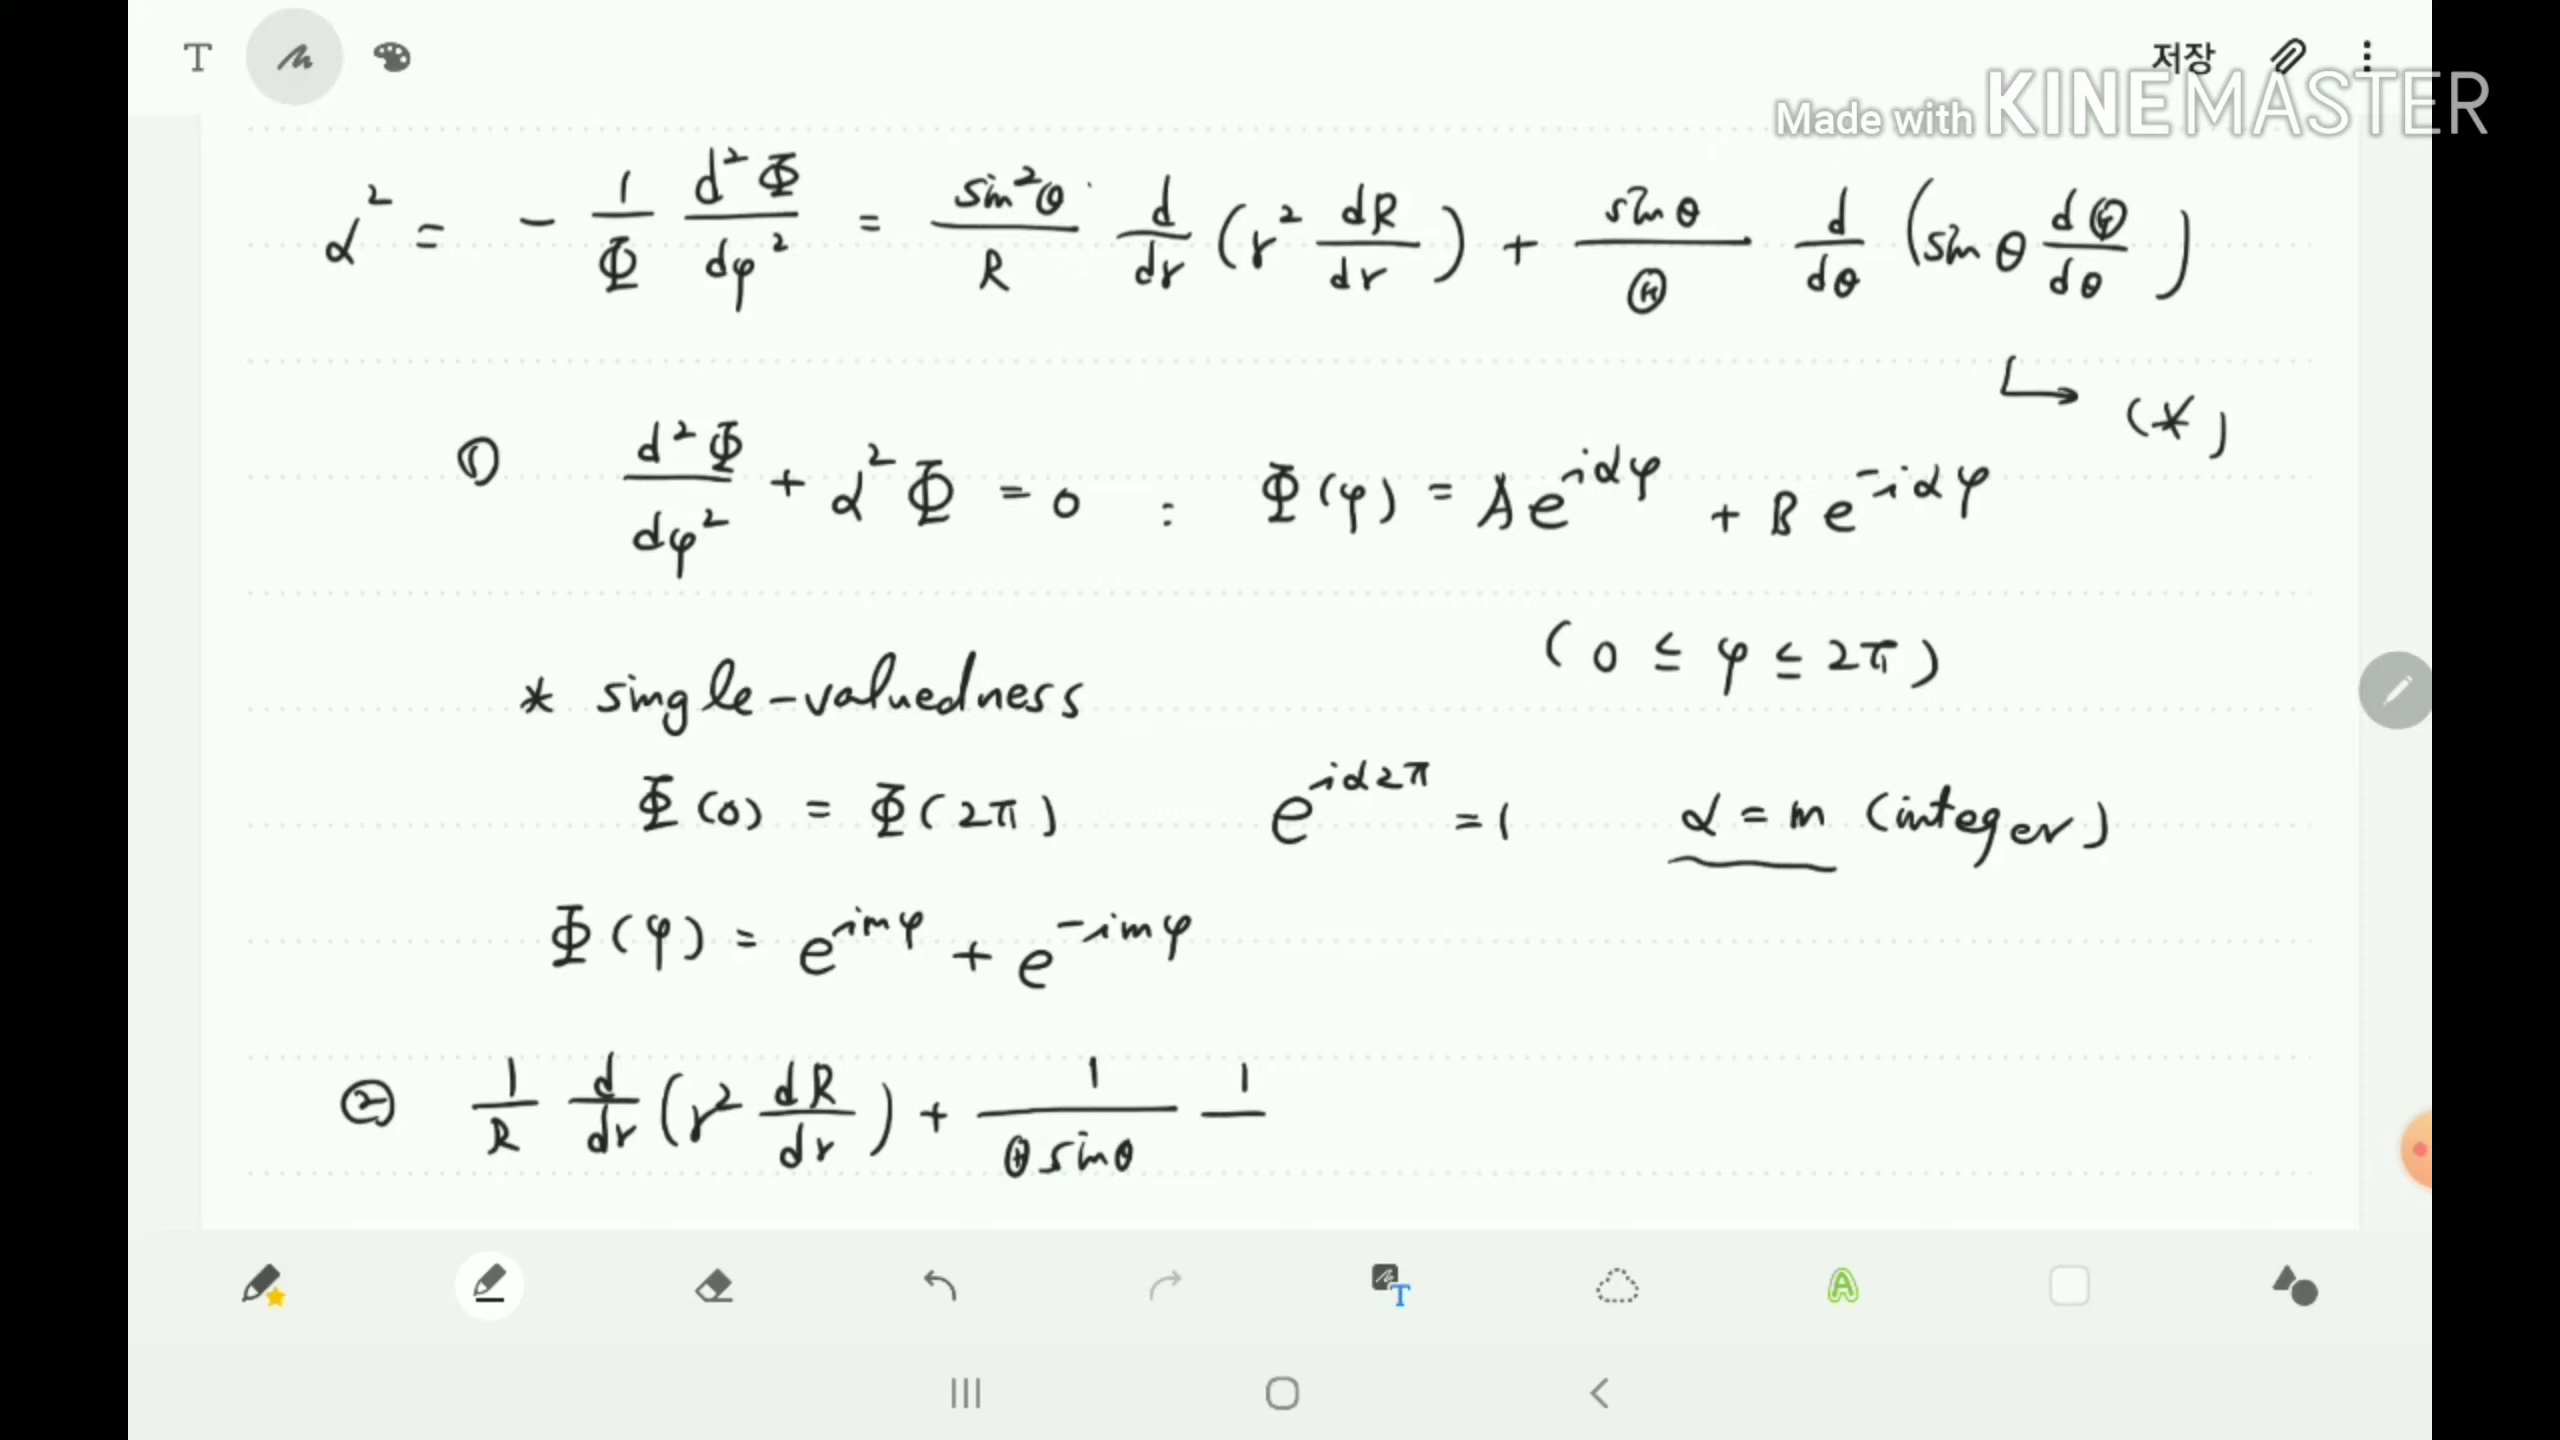 T 저장
Made with KINEMASTER
α² = - 1/Φ d²Φ/dφ² = sin²θ/R d/dr (r² dR/dr) + sinθ/Θ d/dθ (sinθ dΘ/dθ)
↳ (*)
① d²Φ/dφ² + α²Φ = 0 : Φ(φ) = A e^{iαφ} + B e^{-iαφ}
(0 ≤ φ ≤ 2π)
* single-valuedness
Φ(0) = Φ(2π) e^{iα2π} = 1 α = m (integer)
Φ(φ) = e^{imφ} + e^{-imφ}
② 1/R d/dr (r² dR/dr) + 1/(Θ sinθ) 1/
T A